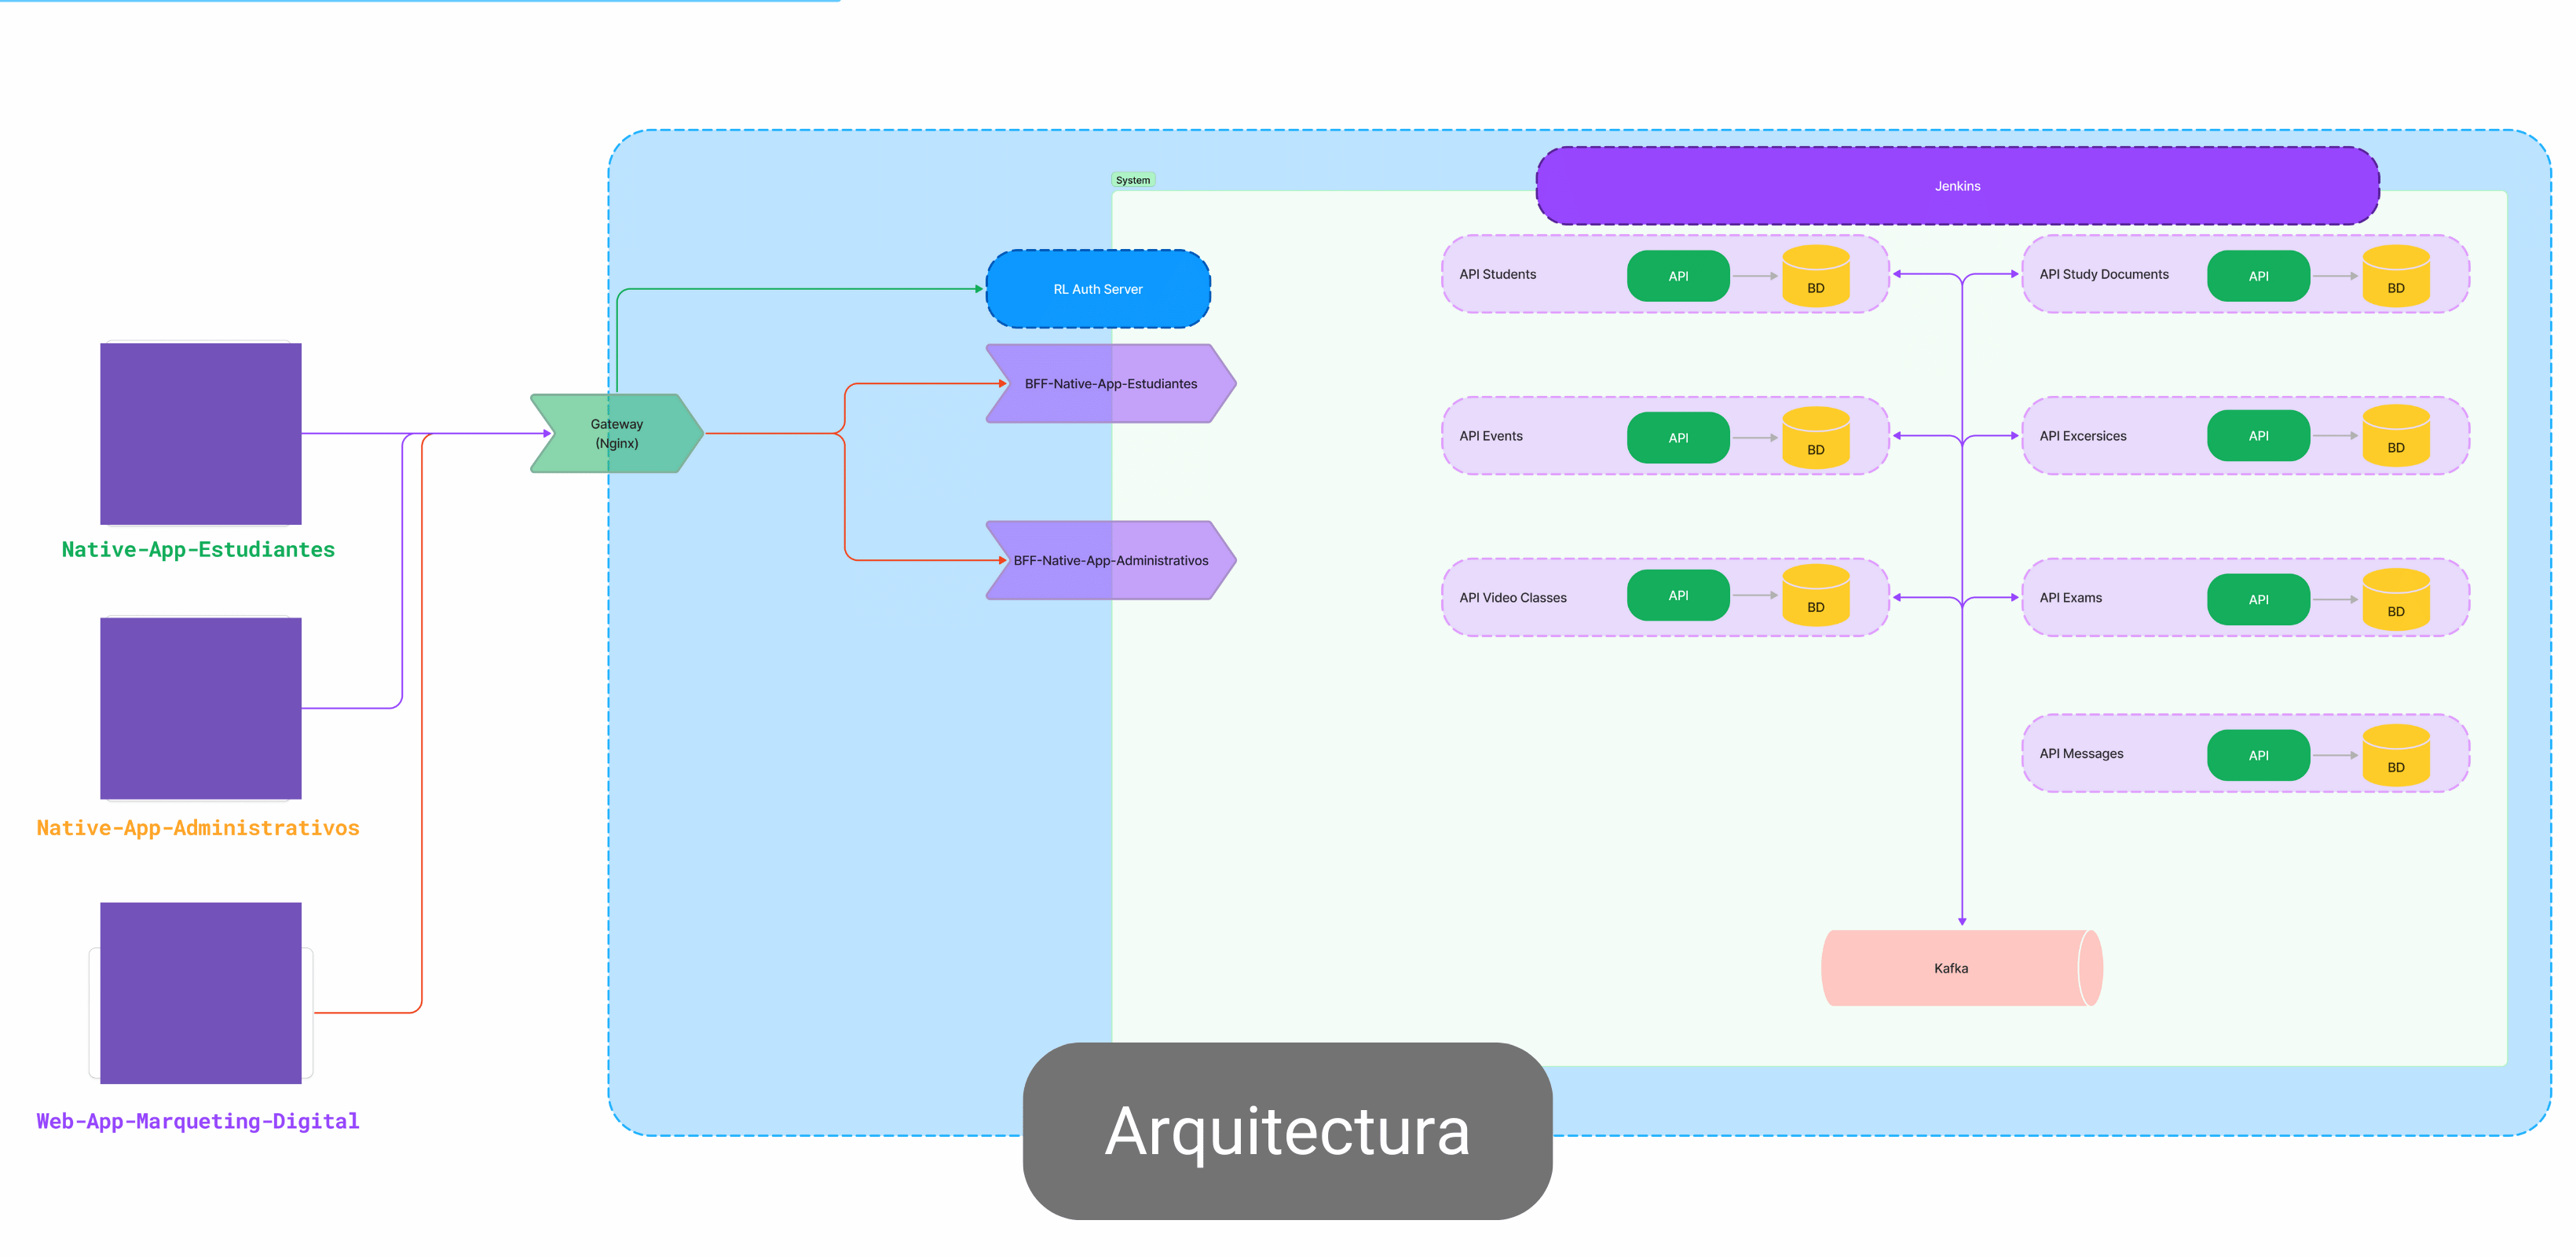 System
Jenkins
RL Auth Server
API Students
API
BD
API Study Documents
API
BD
BFF-Native-App-Estudiantes
Gateway
(Nginx)
API Events
API
BD
API Excersices
API
BD
Native-App-Estudiantes
BFF-Native-App-Administrativos
API Video Classes
API
BD
API Exams
API
BD
API Messages
API
BD
Native-App-Administrativos
Kafka
Web-App-Marqueting-Digital
Arquitectura